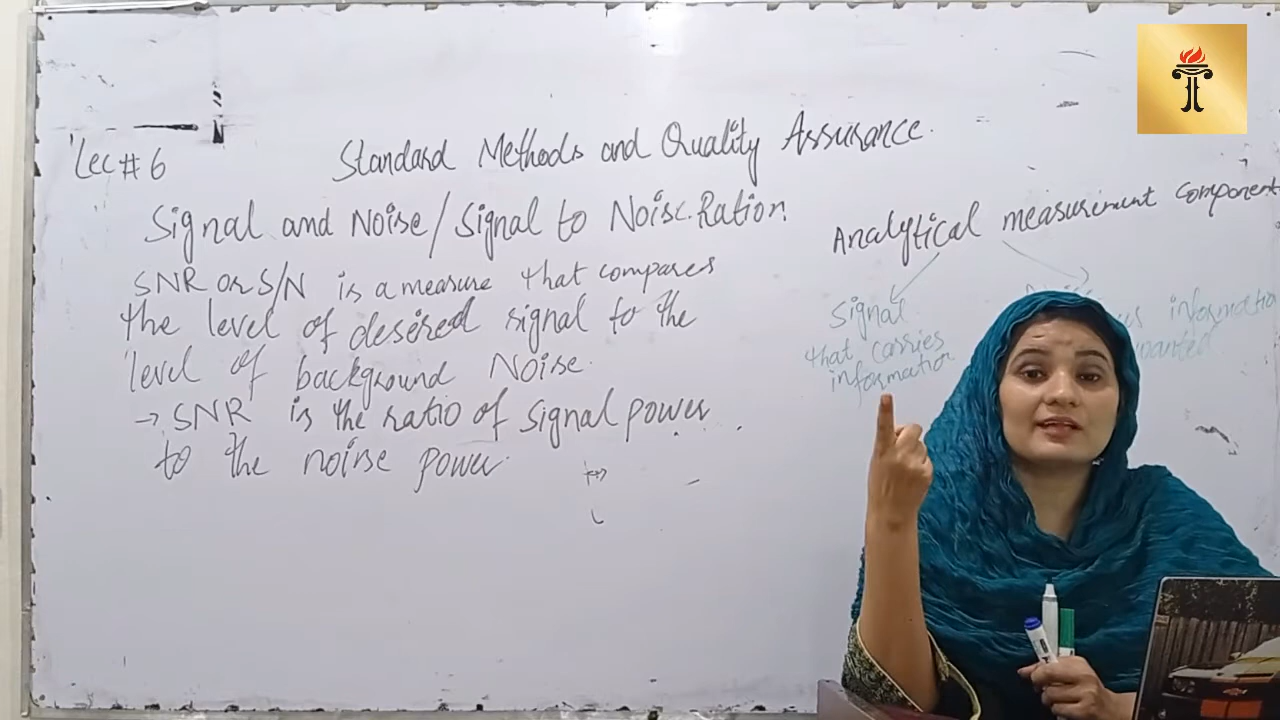 Lec # 6
Standard Methods and Quality Assurance.
Signal and Noise / Signal to Noise Ration
SNR or S/N is a measure that compares
the level of desired signal to the
level of background Noise.
→ SNR is the ratio of signal power
to the noise power
Analytical measurement component
Signal
that carries
information
information